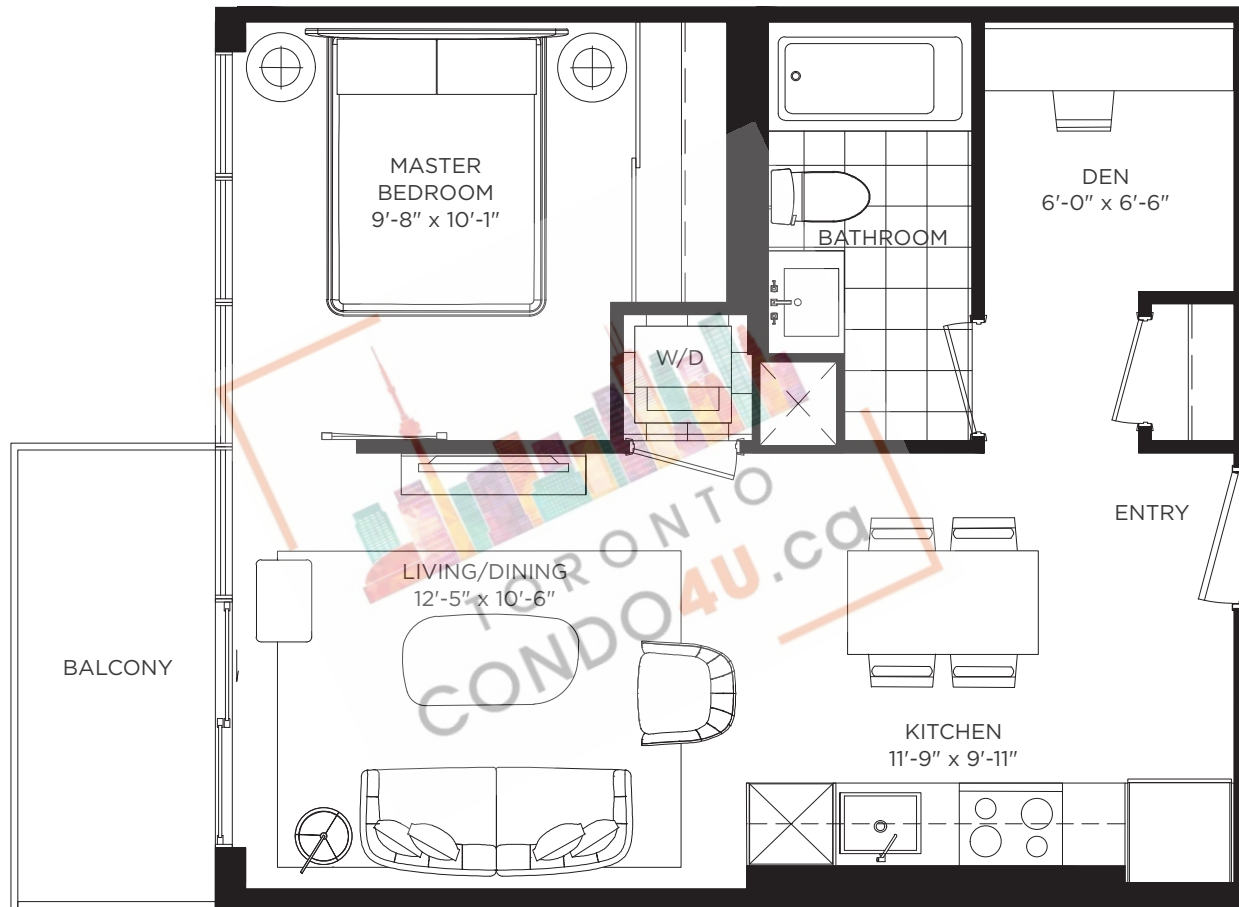 MASTER
BEDROOM
9'-8" x 10'-1"
BATHROOM
DEN
6'-0" x 6'-6"
W/D
ENTRY
LIVING/DINING
12'-5" x 10'-6"
BALCONY
KITCHEN
11'-9" x 9'-11"
TORONTO
CONDO4U.ca